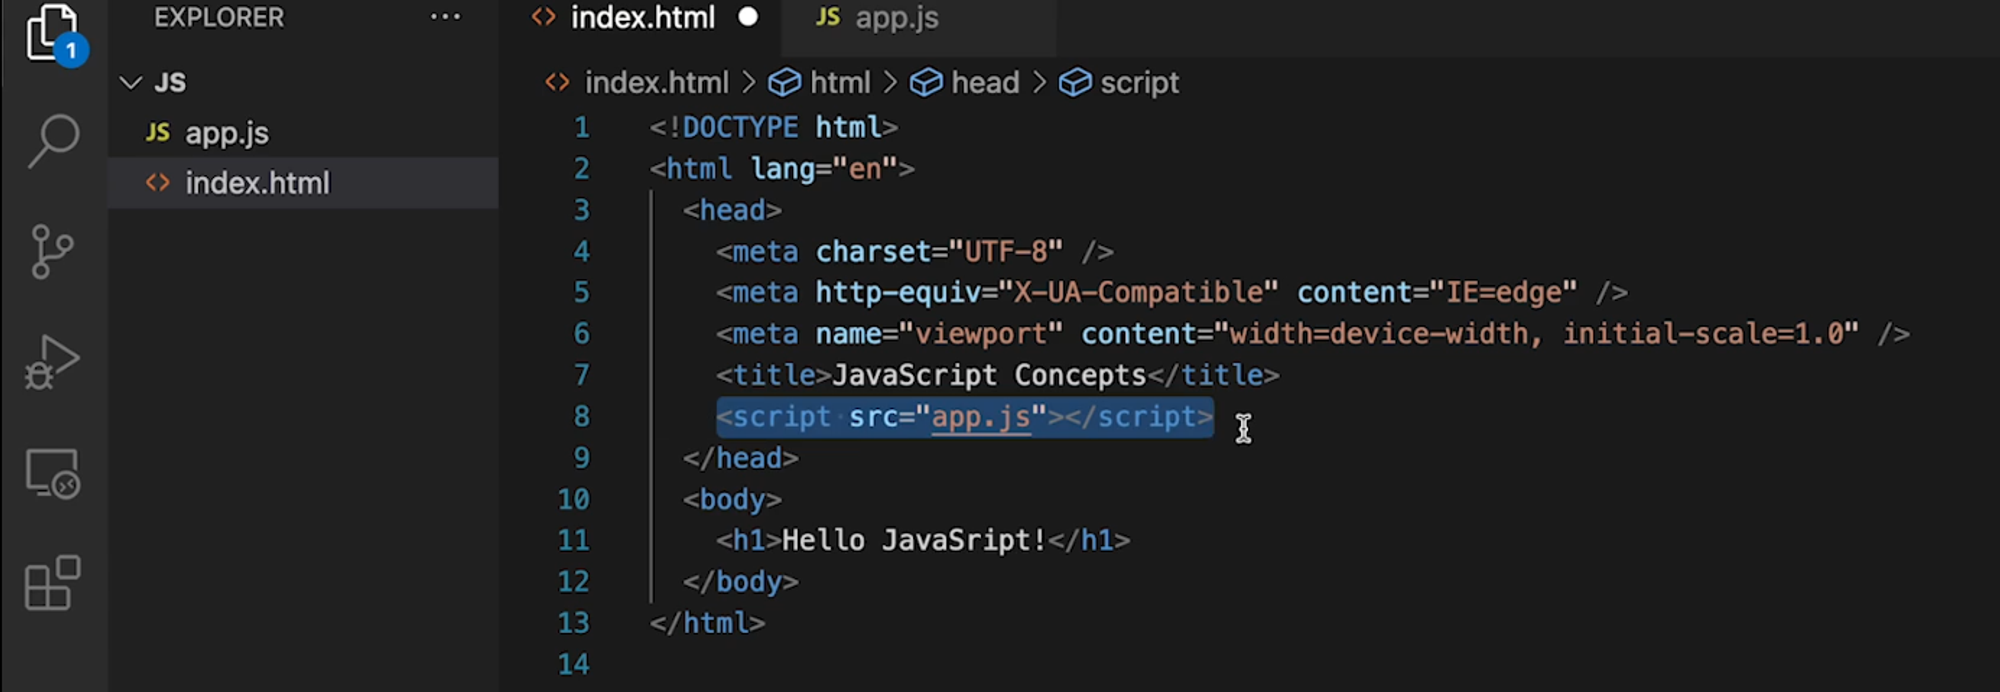 EXPLORER ...
1
JS
JS app.js
index.html
index.html
JS app.js
index.html > html > head > script
1 <!DOCTYPE html>
2 <html lang="en">
3 <head>
4 <meta charset="UTF-8" />
5 <meta http-equiv="X-UA-Compatible" content="IE=edge" />
6 <meta name="viewport" content="width=device-width, initial-scale=1.0" />
7 <title>JavaScript Concepts</title>
8 <script src="app.js"></script>
9 </head>
10 <body>
11 <h1>Hello JavaSript!</h1>
12 </body>
13 </html>
14